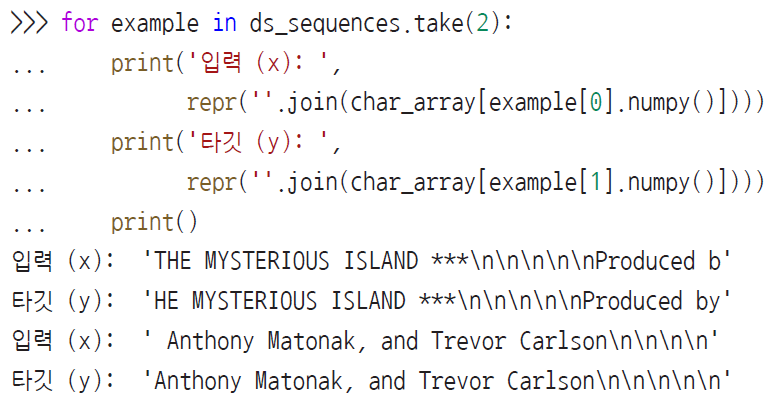 >>> for example in ds_sequences.take(2):
...     print('입력 (x): ',
...           repr(''.join(char_array[example[0].numpy()])))
...     print('타깃 (y): ',
...           repr(''.join(char_array[example[1].numpy()])))
...     print()
입력 (x):  'THE MYSTERIOUS ISLAND ***\n\n\n\n\nProduced b'
타깃 (y):  'HE MYSTERIOUS ISLAND ***\n\n\n\n\nProduced by'
입력 (x):  ' Anthony Matonak, and Trevor Carlson\n\n\n\n'
타깃 (y):  'Anthony Matonak, and Trevor Carlson\n\n\n\n\n'